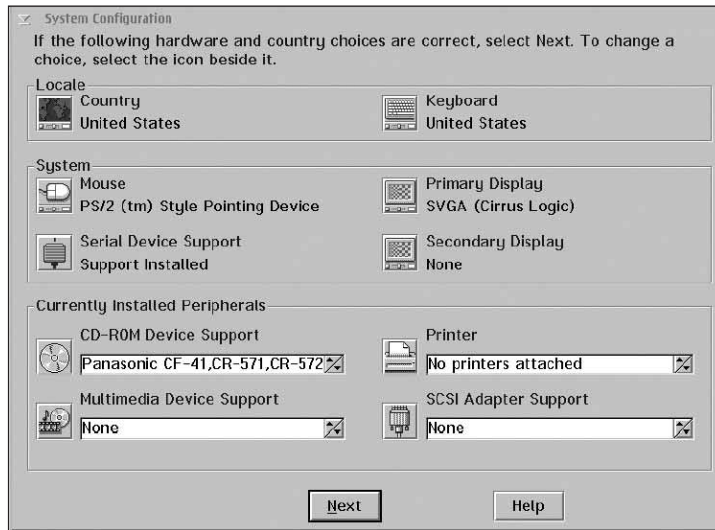 System Configuration
If the following hardware and country choices are correct, select Next. To change a
choice, select the icon beside it.
Locale
Country
United States
Keyboard
United States
System
Mouse
PS/2 (tm) Style Pointing Device
Primary Display
SVGA (Cirrus Logic)
Serial Device Support
Support Installed
Secondary Display
None
Currently Installed Peripherals
CD-ROM Device Support
Panasonic CF-41,CR-571,CR-572
Printer
No printers attached
Multimedia Device Support
None
SCSI Adapter Support
None
Next
Help